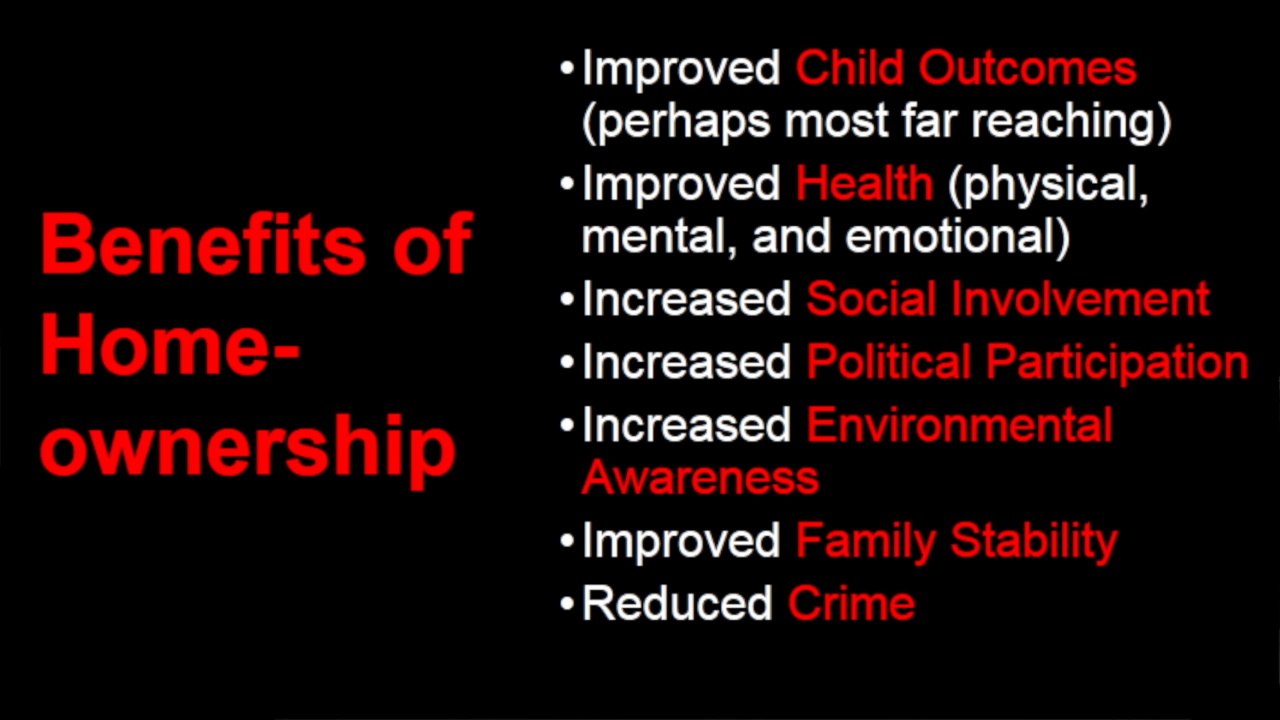 Benefits of
Home-
ownership
•Improved Child Outcomes
(perhaps most far reaching)
•Improved Health (physical,
mental, and emotional)
•Increased Social Involvement
•Increased Political Participation
•Increased Environmental
Awareness
•Improved Family Stability
•Reduced Crime